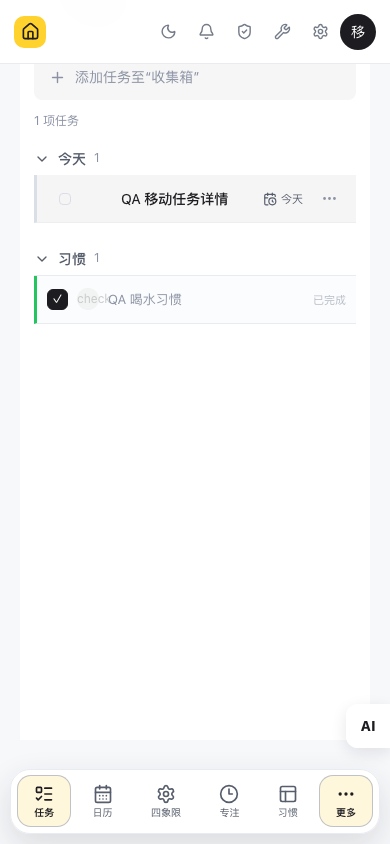 移
添加任务至“收集箱”
1 项任务
今天 1
QA 移动任务详情 今天
习惯 1
check QA 喝水习惯 已完成
AI
任务 日历 四象限 专注 习惯 更多